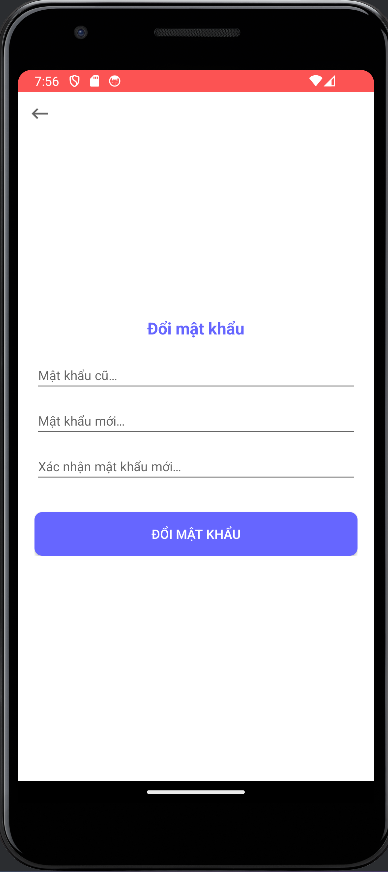 7:56
Đổi mật khẩu
Mật khẩu cũ...
Mật khẩu mới...
Xác nhận mật khẩu mới...
ĐỔI MẬT KHẨU